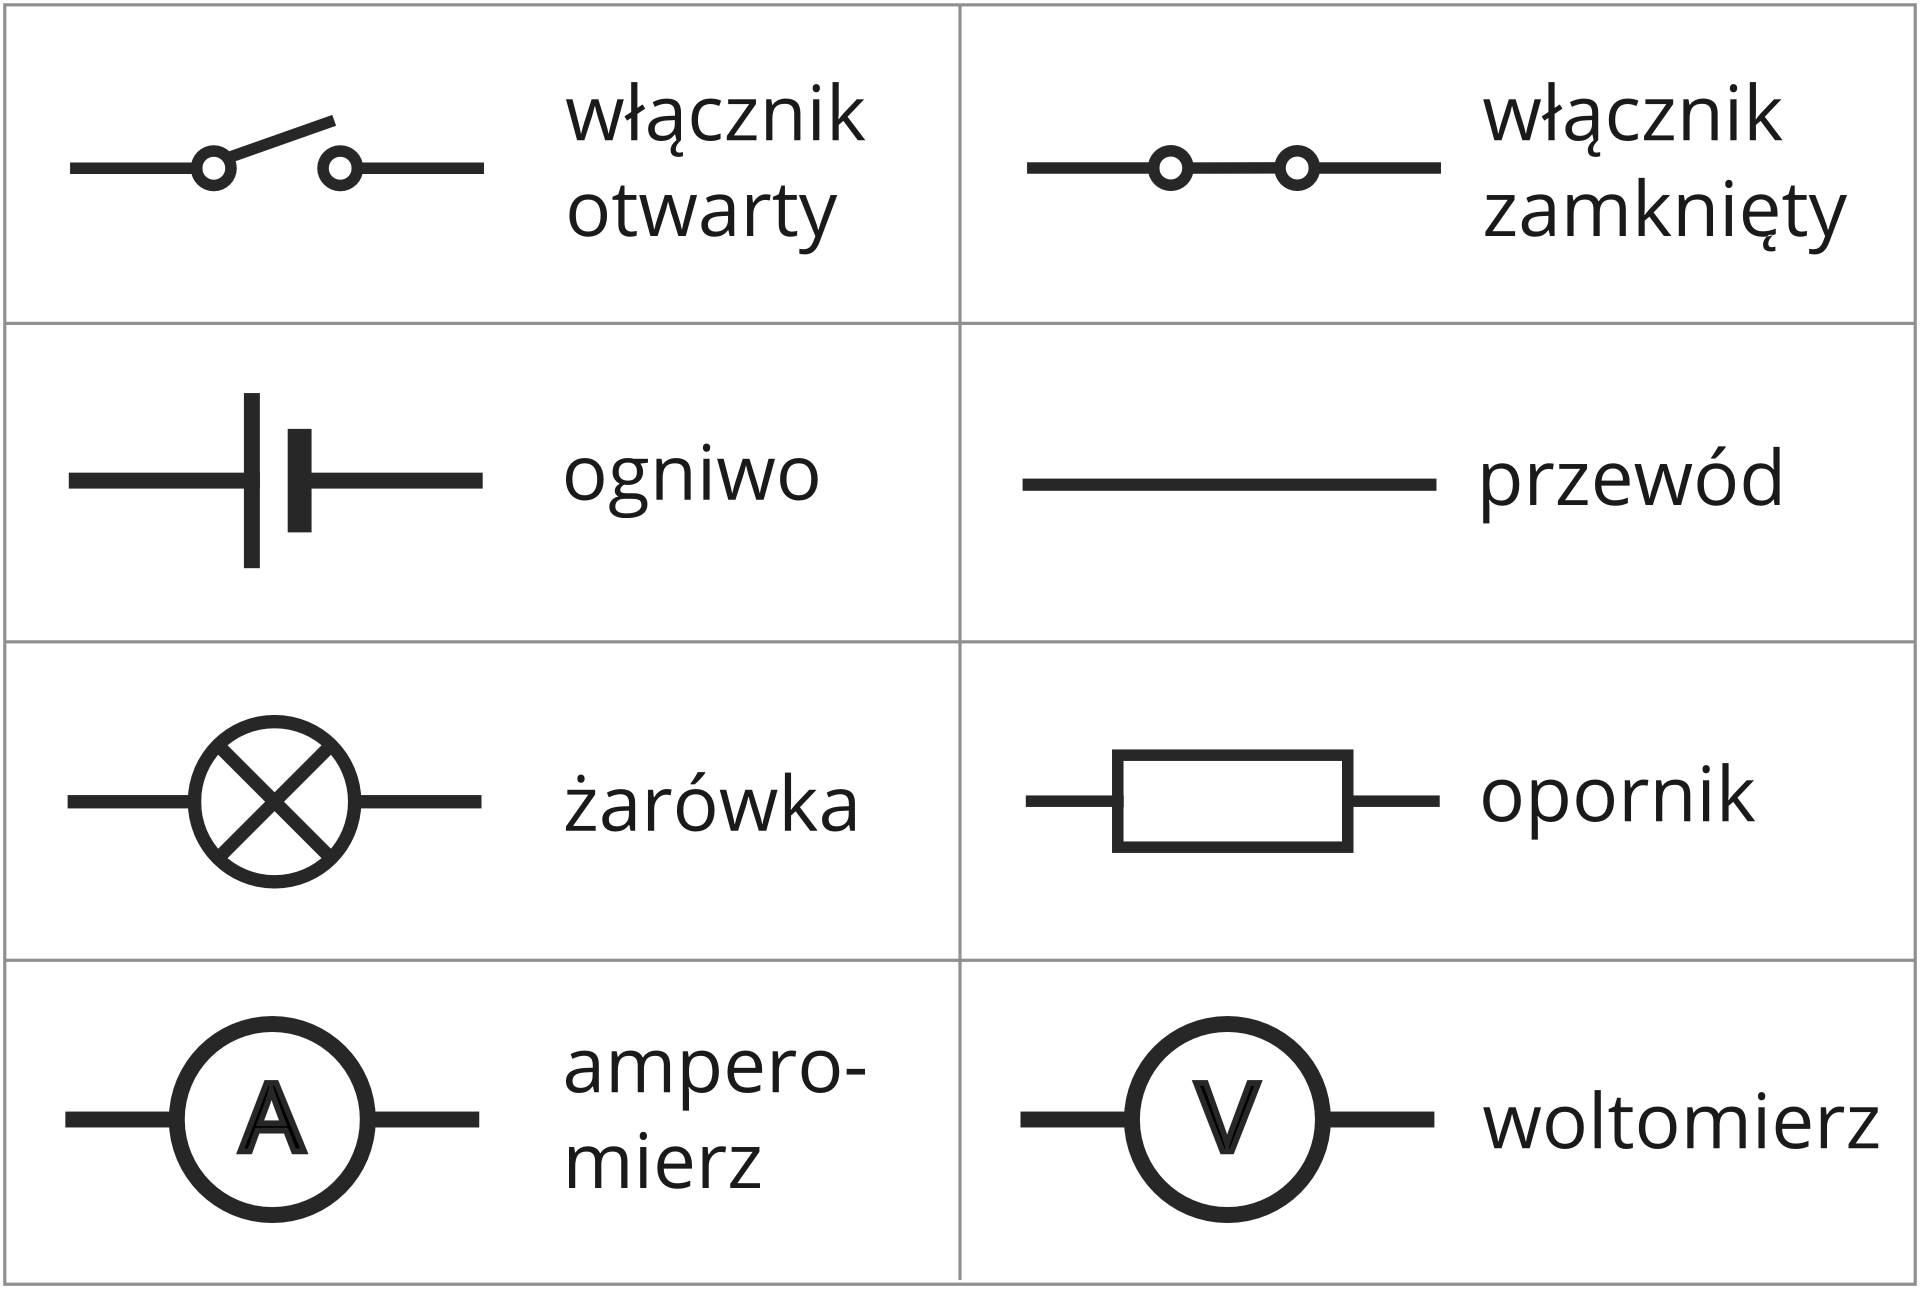 włącznik
otwarty
włącznik
zamknięty
ogniwo
przewód
żarówka
opornik
A
ampero-
mierz
V
woltomierz